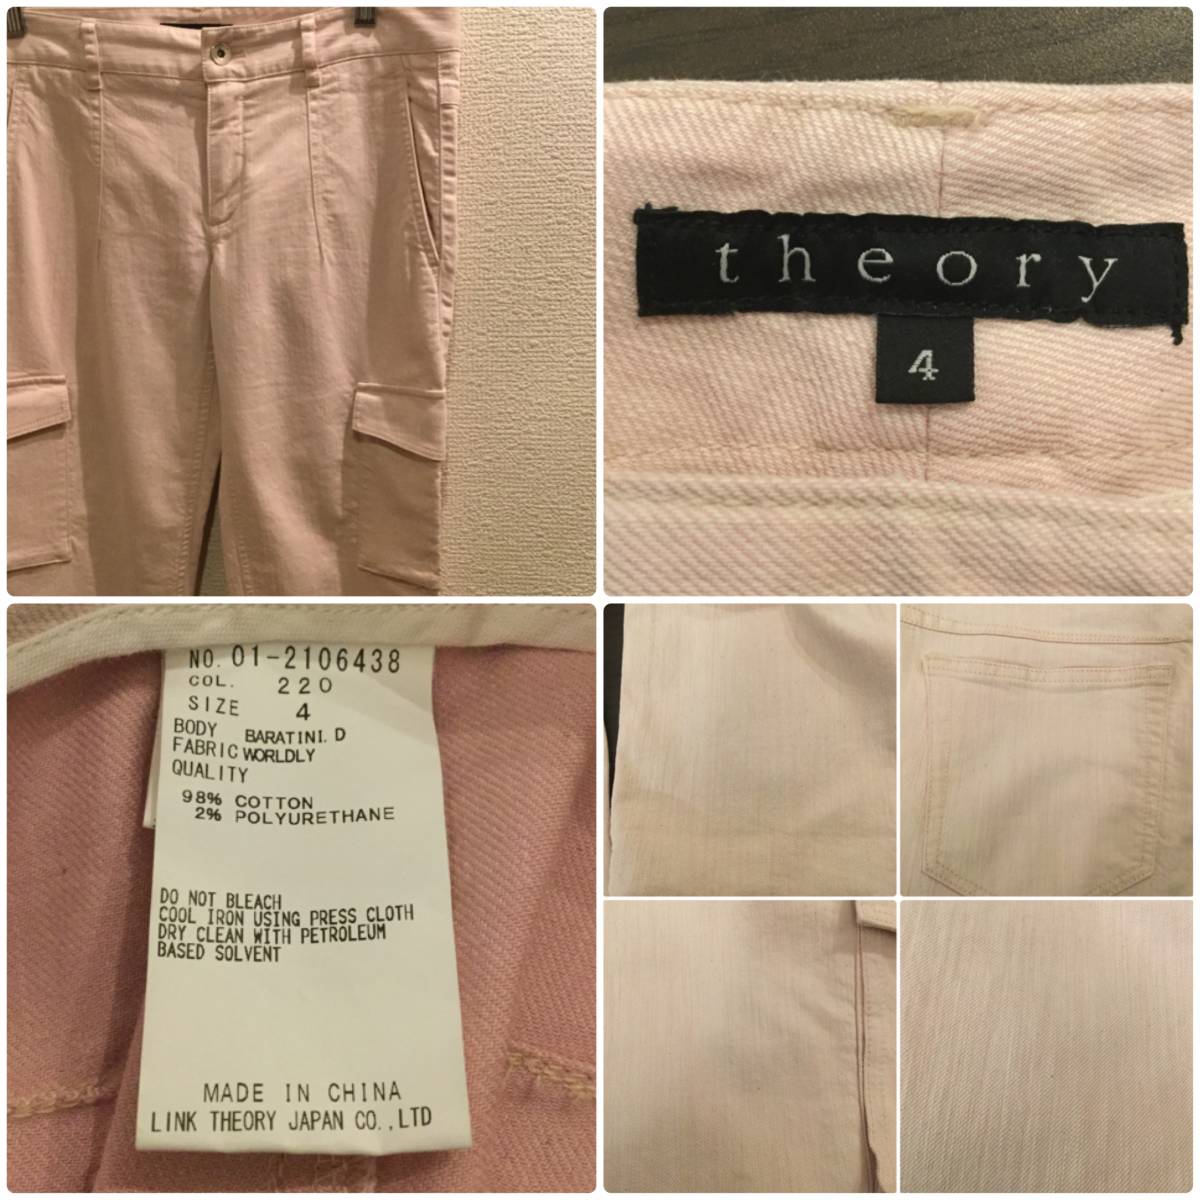 theory
4
NO. 01-2106438
COL. 220
SIZE 4
BODY BARATINI. D
FABRIC WORLDLY
QUALITY
98% COTTON
2% POLYURETHANE
DO NOT BLEACH
COOL IRON USING PRESS CLOTH
DRY CLEAN WITH PETROLEUM
BASED SOLVENT
MADE IN CHINA
LINK THEORY JAPAN CO.,LTD